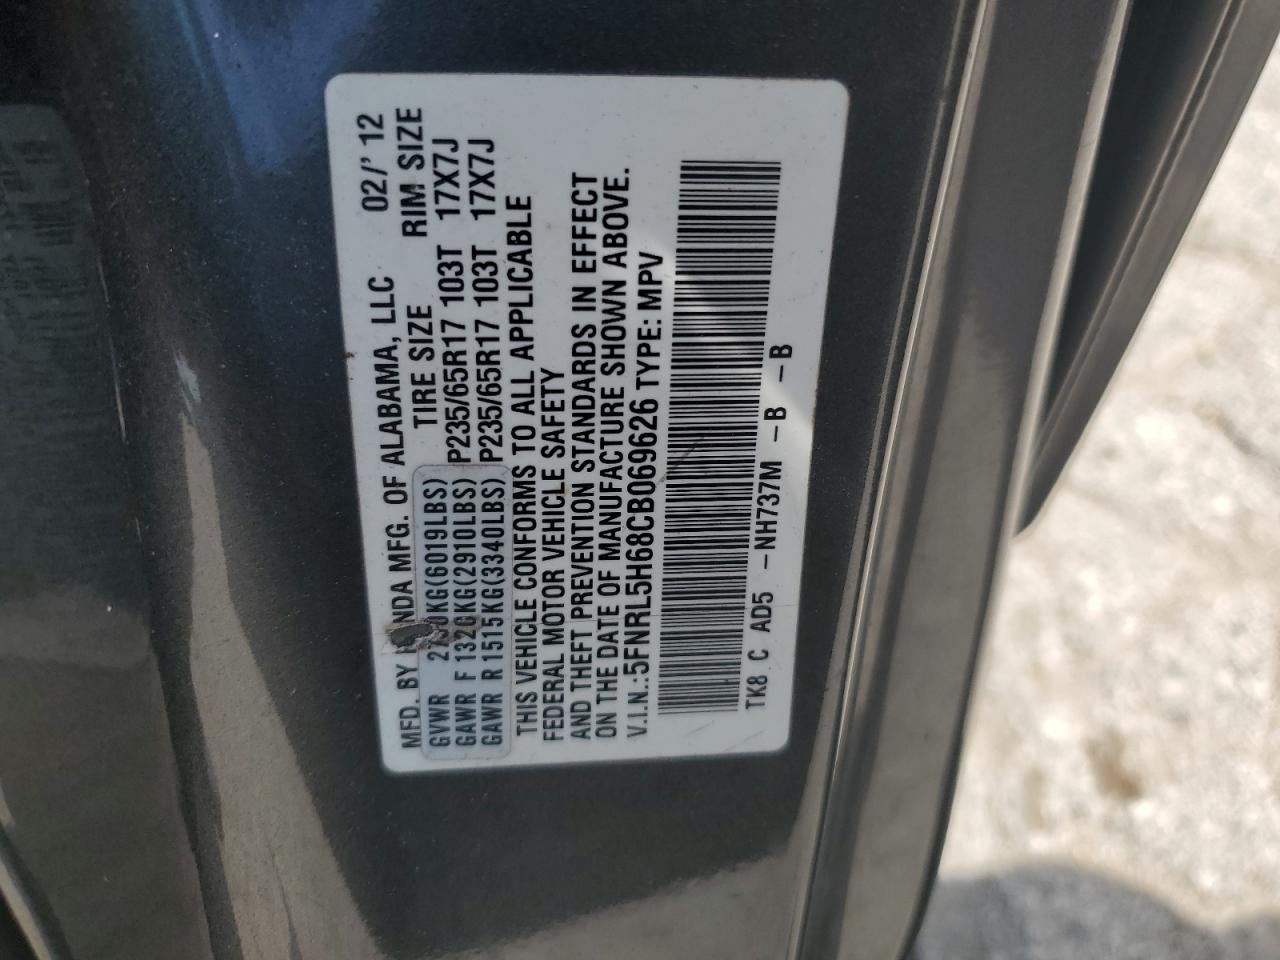 MFD. BY HONDA MFG. OF ALABAMA, LLC 02/' 12
GVWR KG(6019LBS) TIRE SIZE RIM SIZE
GAWR F 1320KG(2910LBS) P235/65R17 103T 17X7J
GAWR R 1515KG(3340LBS) P235/65R17 103T 17X7J
THIS VEHICLE CONFORMS TO ALL APPLICABLE
FEDERAL MOTOR VEHICLE SAFETY
AND THEFT PREVENTION STANDARDS IN EFFECT
ON THE DATE OF MANUFACTURE SHOWN ABOVE.
V.I.N.:5FNRL5H68CB069626 TYPE: MPV
TK8 C AD5 -NH737M -B -B